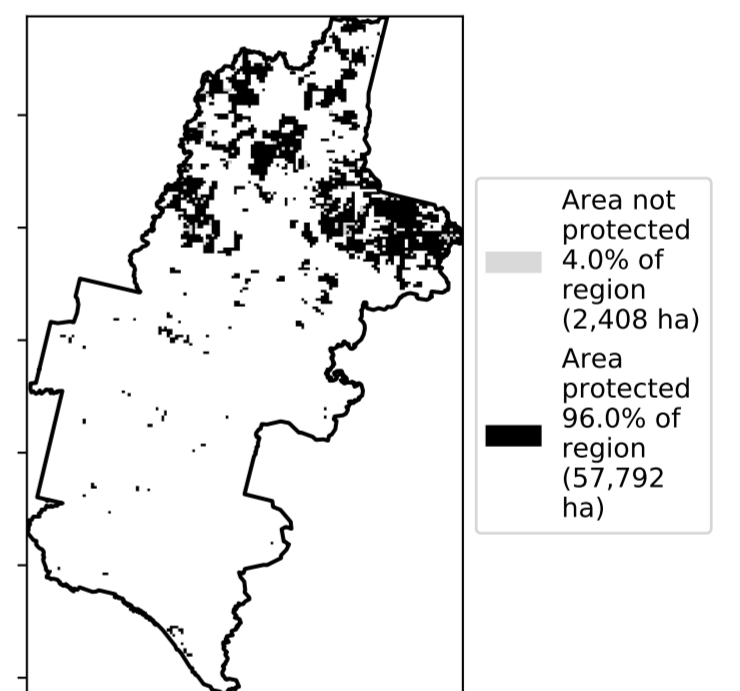 Area not
protected
4.0% of
region
(2,408 ha)
Area
protected
96.0% of
region
(57,792
ha)